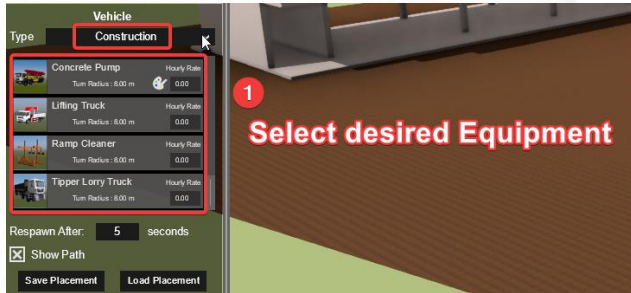 Vehicle
Type Construction
Concrete Pump Hourly Rate
Turn Radius : 8.00 m 0.00
Lifting Truck Hourly Rate
Turn Radius : 6.00 m 0.00
Ramp Cleaner Hourly Rate
Turn Radius : 6.00 m 0.00
Tipper Lorry Truck Hourly Rate
Turn Radius : 8.00 m 0.00
Respawn After: 5 seconds
Show Path
Save Placement Load Placement
1
Select desired Equipment